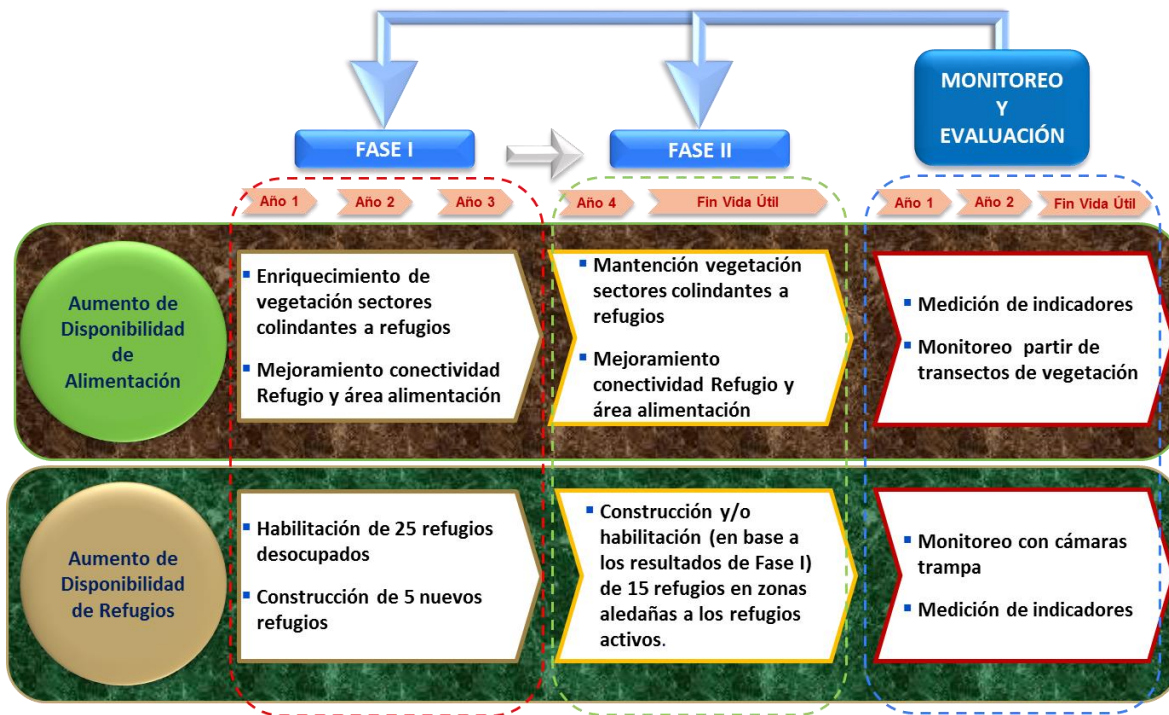 MONITOREO
Y
EVALUACIÓN
FASE I
FASE II
Año 1
Año 2
Año 3
Año 4
Fin Vida Útil
Año 1
Año 2
Fin Vida Útil
Aumento de
Disponibilidad
de
Alimentación
▪ Enriquecimiento de
vegetación sectores
colindantes a refugios
▪ Mejoramiento conectividad
Refugio y área alimentación
▪ Mantención vegetación
sectores colindantes a
refugios
▪ Mejoramiento
conectividad Refugio y
área alimentación
▪ Medición de indicadores
▪ Monitoreo partir de
transectos de vegetación
Aumento de
Disponibilidad
de Refugios
▪ Habilitación de 25 refugios
desocupados
▪ Construcción de 5 nuevos
refugios
▪ Construcción y/o
habilitación (en base a
los resultados de Fase I)
de 15 refugios en zonas
aledañas a los refugios
activos.
▪ Monitoreo con cámaras
trampa
▪ Medición de indicadores